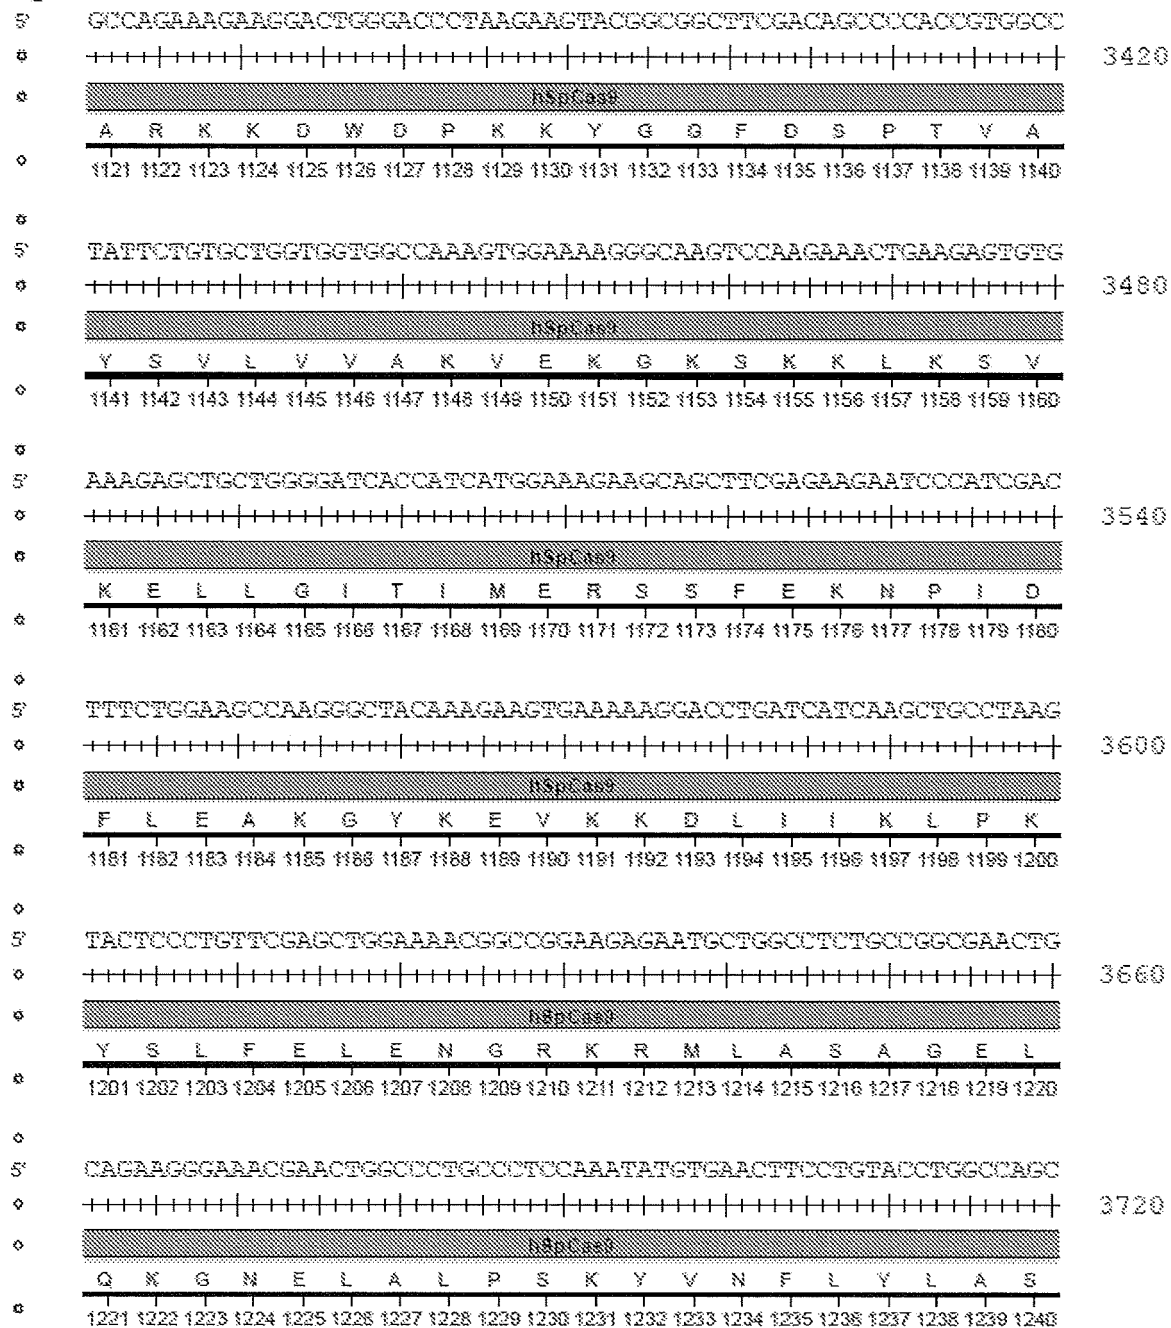 5' GCCAGAAAGAAGGACTGGGACCCTAAGAAGTACGGCGGCTTCGACAGCCCCACCGTGGCC
3420
hSpCas9
A R K K D W D P K K Y G G F D S P T V A
1121 1122 1123 1124 1125 1126 1127 1128 1129 1130 1131 1132 1133 1134 1135 1136 1137 1138 1139 1140
5' TATTCTGTGCTGGTGGTGGCCAAAGTGGAAAAGGGCAAGTCCAAGAAACTGAAGAGTGTG
3480
hSpCas9
Y S V L V V A K V E K G K S K K L K S V
1141 1142 1143 1144 1145 1146 1147 1148 1149 1150 1151 1152 1153 1154 1155 1156 1157 1158 1159 1160
5' AAAGAGCTGCTGGGGATCACCATCATGGAAAGAAGCAGCTTCGAGAAGAATCCCATCGAC
3540
hSpCas9
K E L L G I T I M E R S S F E K N P I D
1161 1162 1163 1164 1165 1166 1167 1168 1169 1170 1171 1172 1173 1174 1175 1176 1177 1178 1179 1180
5' TTTCTGGAAGCCAAGGGCTACAAAGAAGTGAAAAAGGACCTGATCATCAAGCTGCCTAAG
3600
hSpCas9
F L E A K G Y K E V K K D L I I K L P K
1181 1182 1183 1184 1185 1186 1187 1188 1189 1190 1191 1192 1193 1194 1195 1196 1197 1198 1199 1200
5' TACTCCCTGTTCGAGCTGGAAAACGGCCGGAAGAGAATGCTGGCCTCTGCCGGCGAACTG
3660
hSpCas9
Y S L F E L E N G R K R M L A S A G E L
1201 1202 1203 1204 1205 1206 1207 1208 1209 1210 1211 1212 1213 1214 1215 1216 1217 1218 1219 1220
5' CAGAAGGGAAACGAACTGGCCCTGCCCTCCAAATATGTGAACTTCCTGTACCTGGCCAGC
3720
hSpCas9
Q K G N E L A L P S K Y V N F L Y L A S
1221 1222 1223 1224 1225 1226 1227 1228 1229 1230 1231 1232 1233 1234 1235 1236 1237 1238 1239 1240